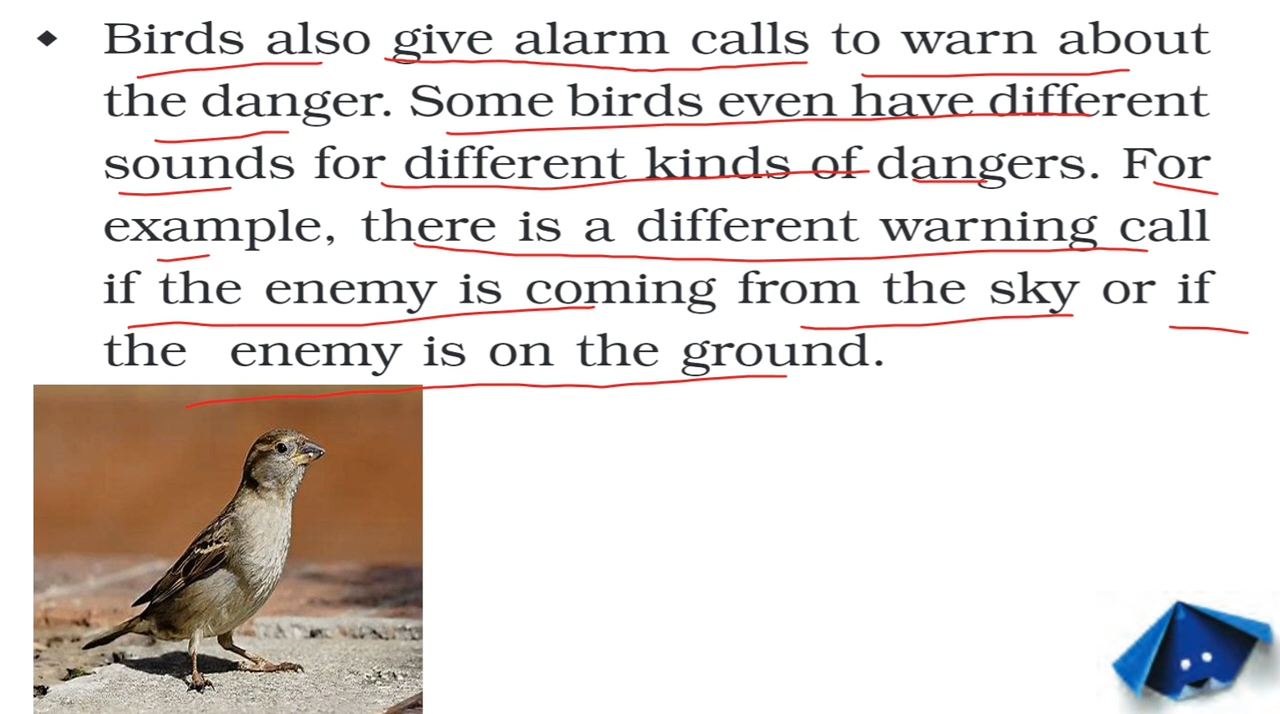 ◆ Birds also give alarm calls to warn about
the danger. Some birds even have different
sounds for different kinds of dangers. For
example, there is a different warning call
if the enemy is coming from the sky or if
the enemy is on the ground.